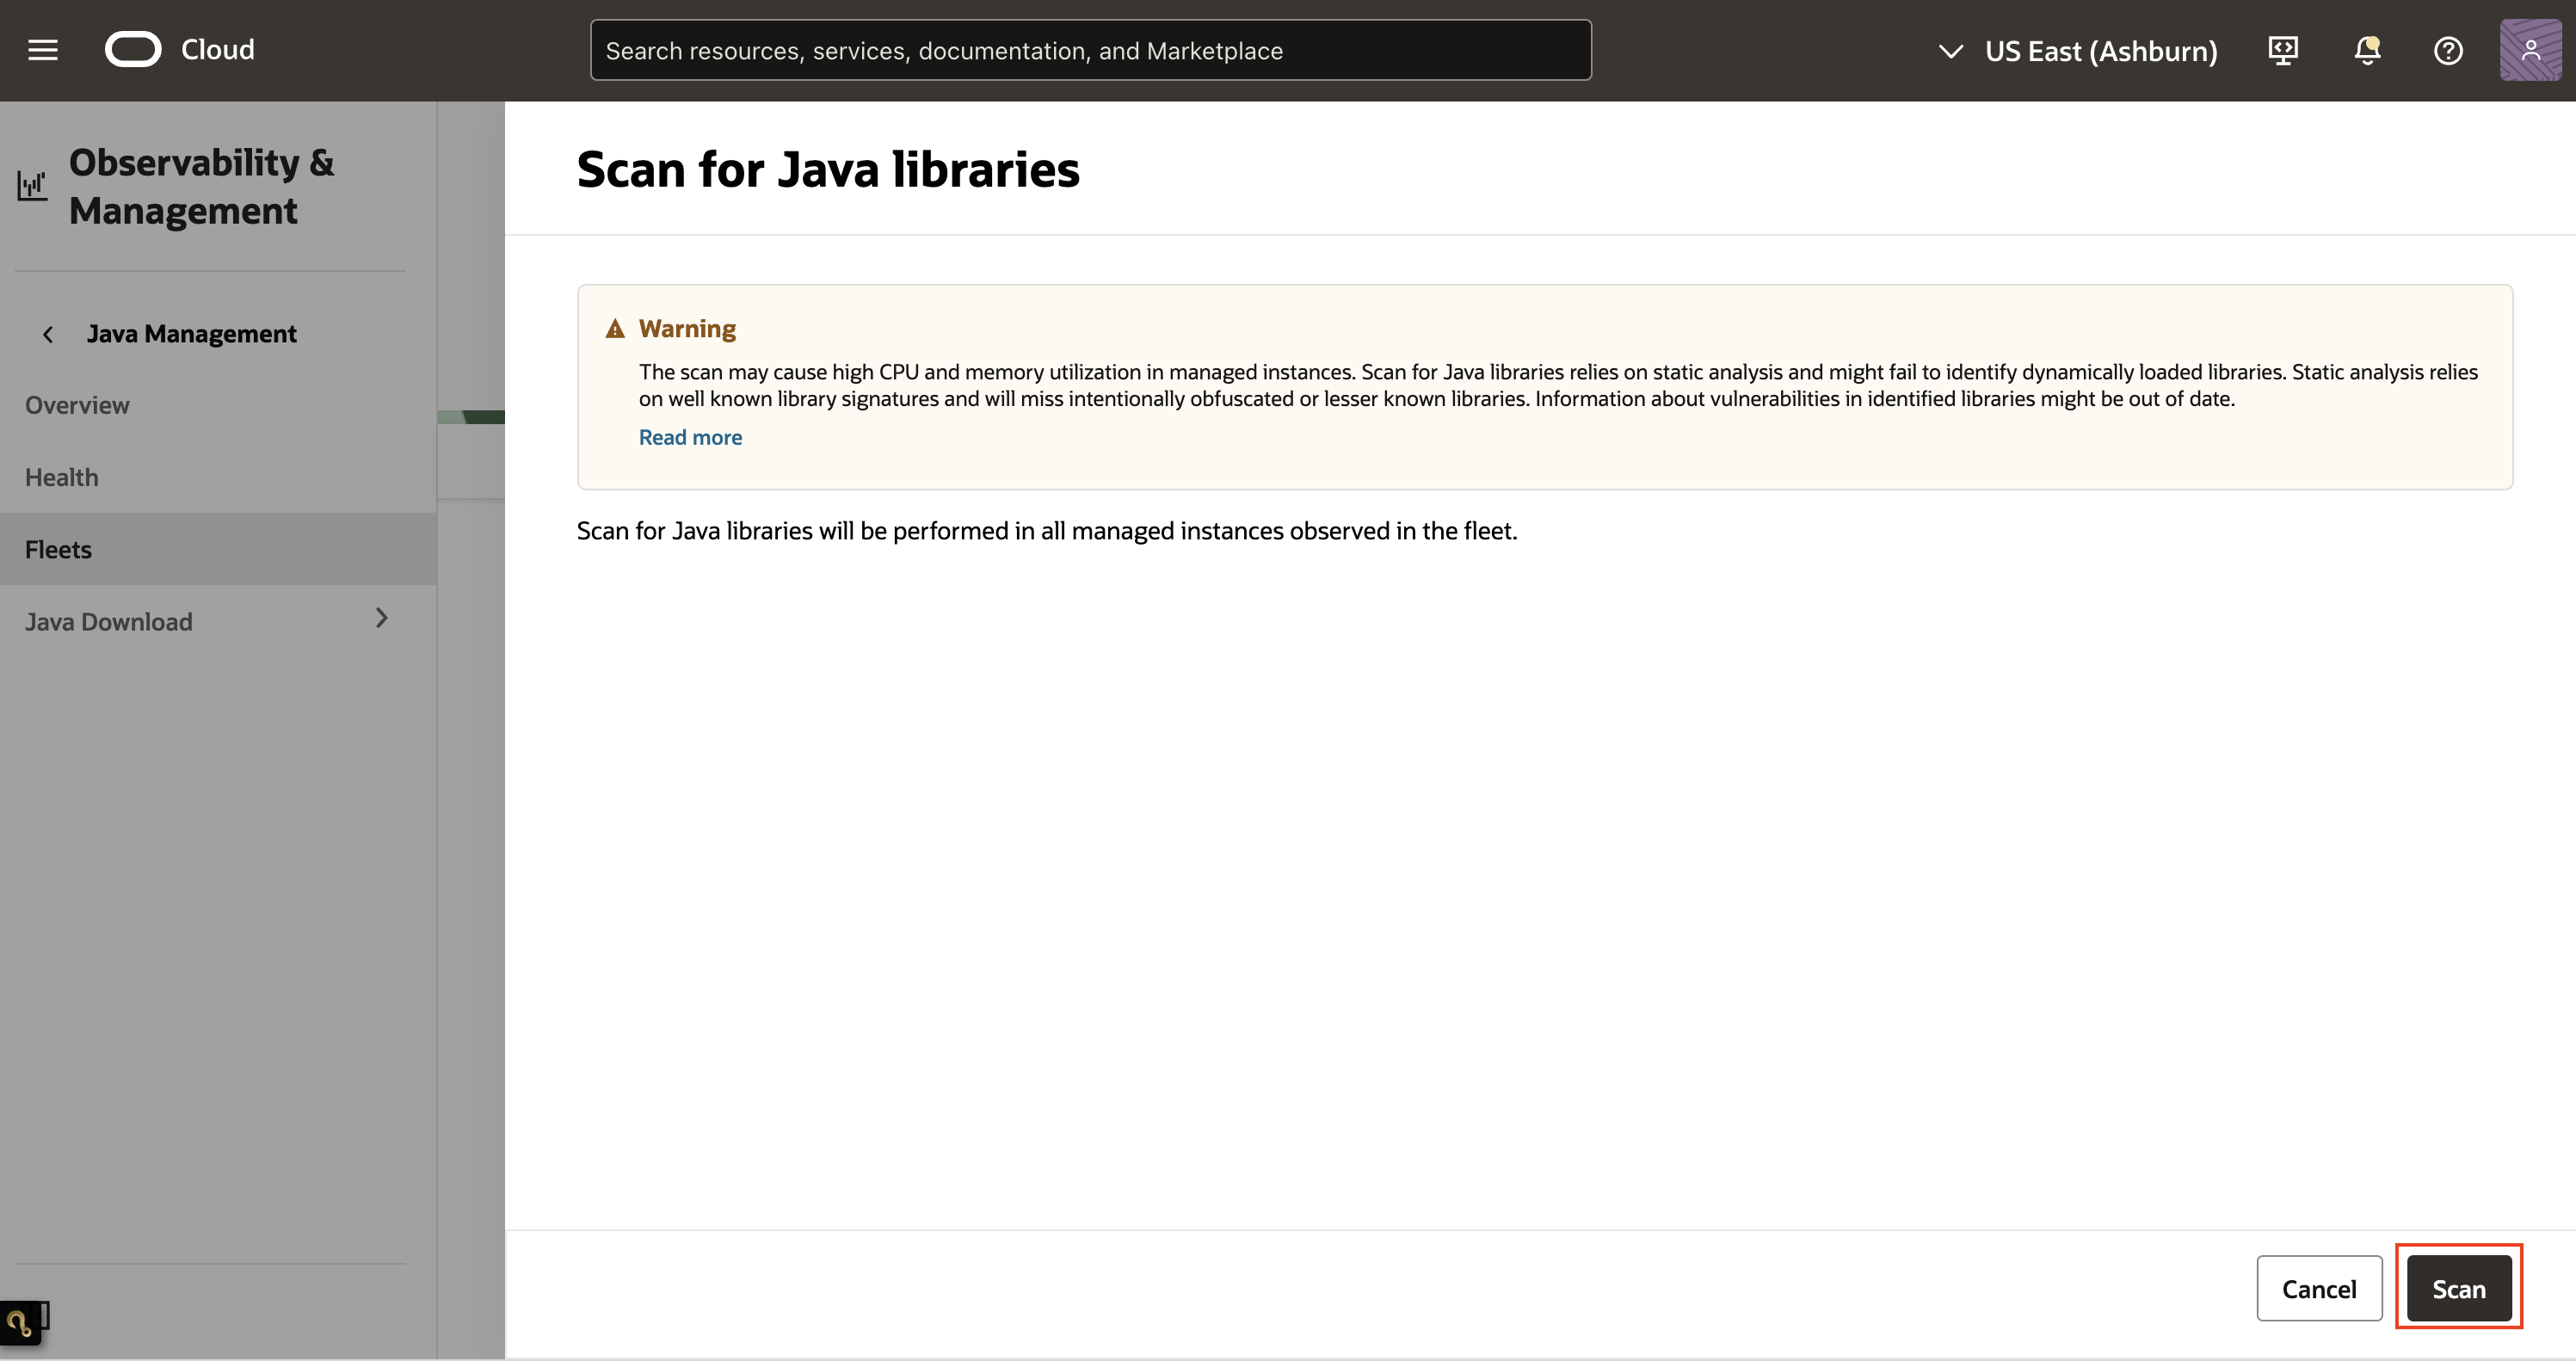 Cloud
Search resources, services, documentation, and Marketplace
US East (Ashburn)
Observability &
Management
Java Management
Overview
Health
Fleets
Java Download
Scan for Java libraries
Warning
The scan may cause high CPU and memory utilization in managed instances. Scan for Java libraries relies on static analysis and might fail to identify dynamically loaded libraries. Static analysis relies
on well known library signatures and will miss intentionally obfuscated or lesser known libraries. Information about vulnerabilities in identified libraries might be out of date.
Read more
Scan for Java libraries will be performed in all managed instances observed in the fleet.
Cancel
Scan